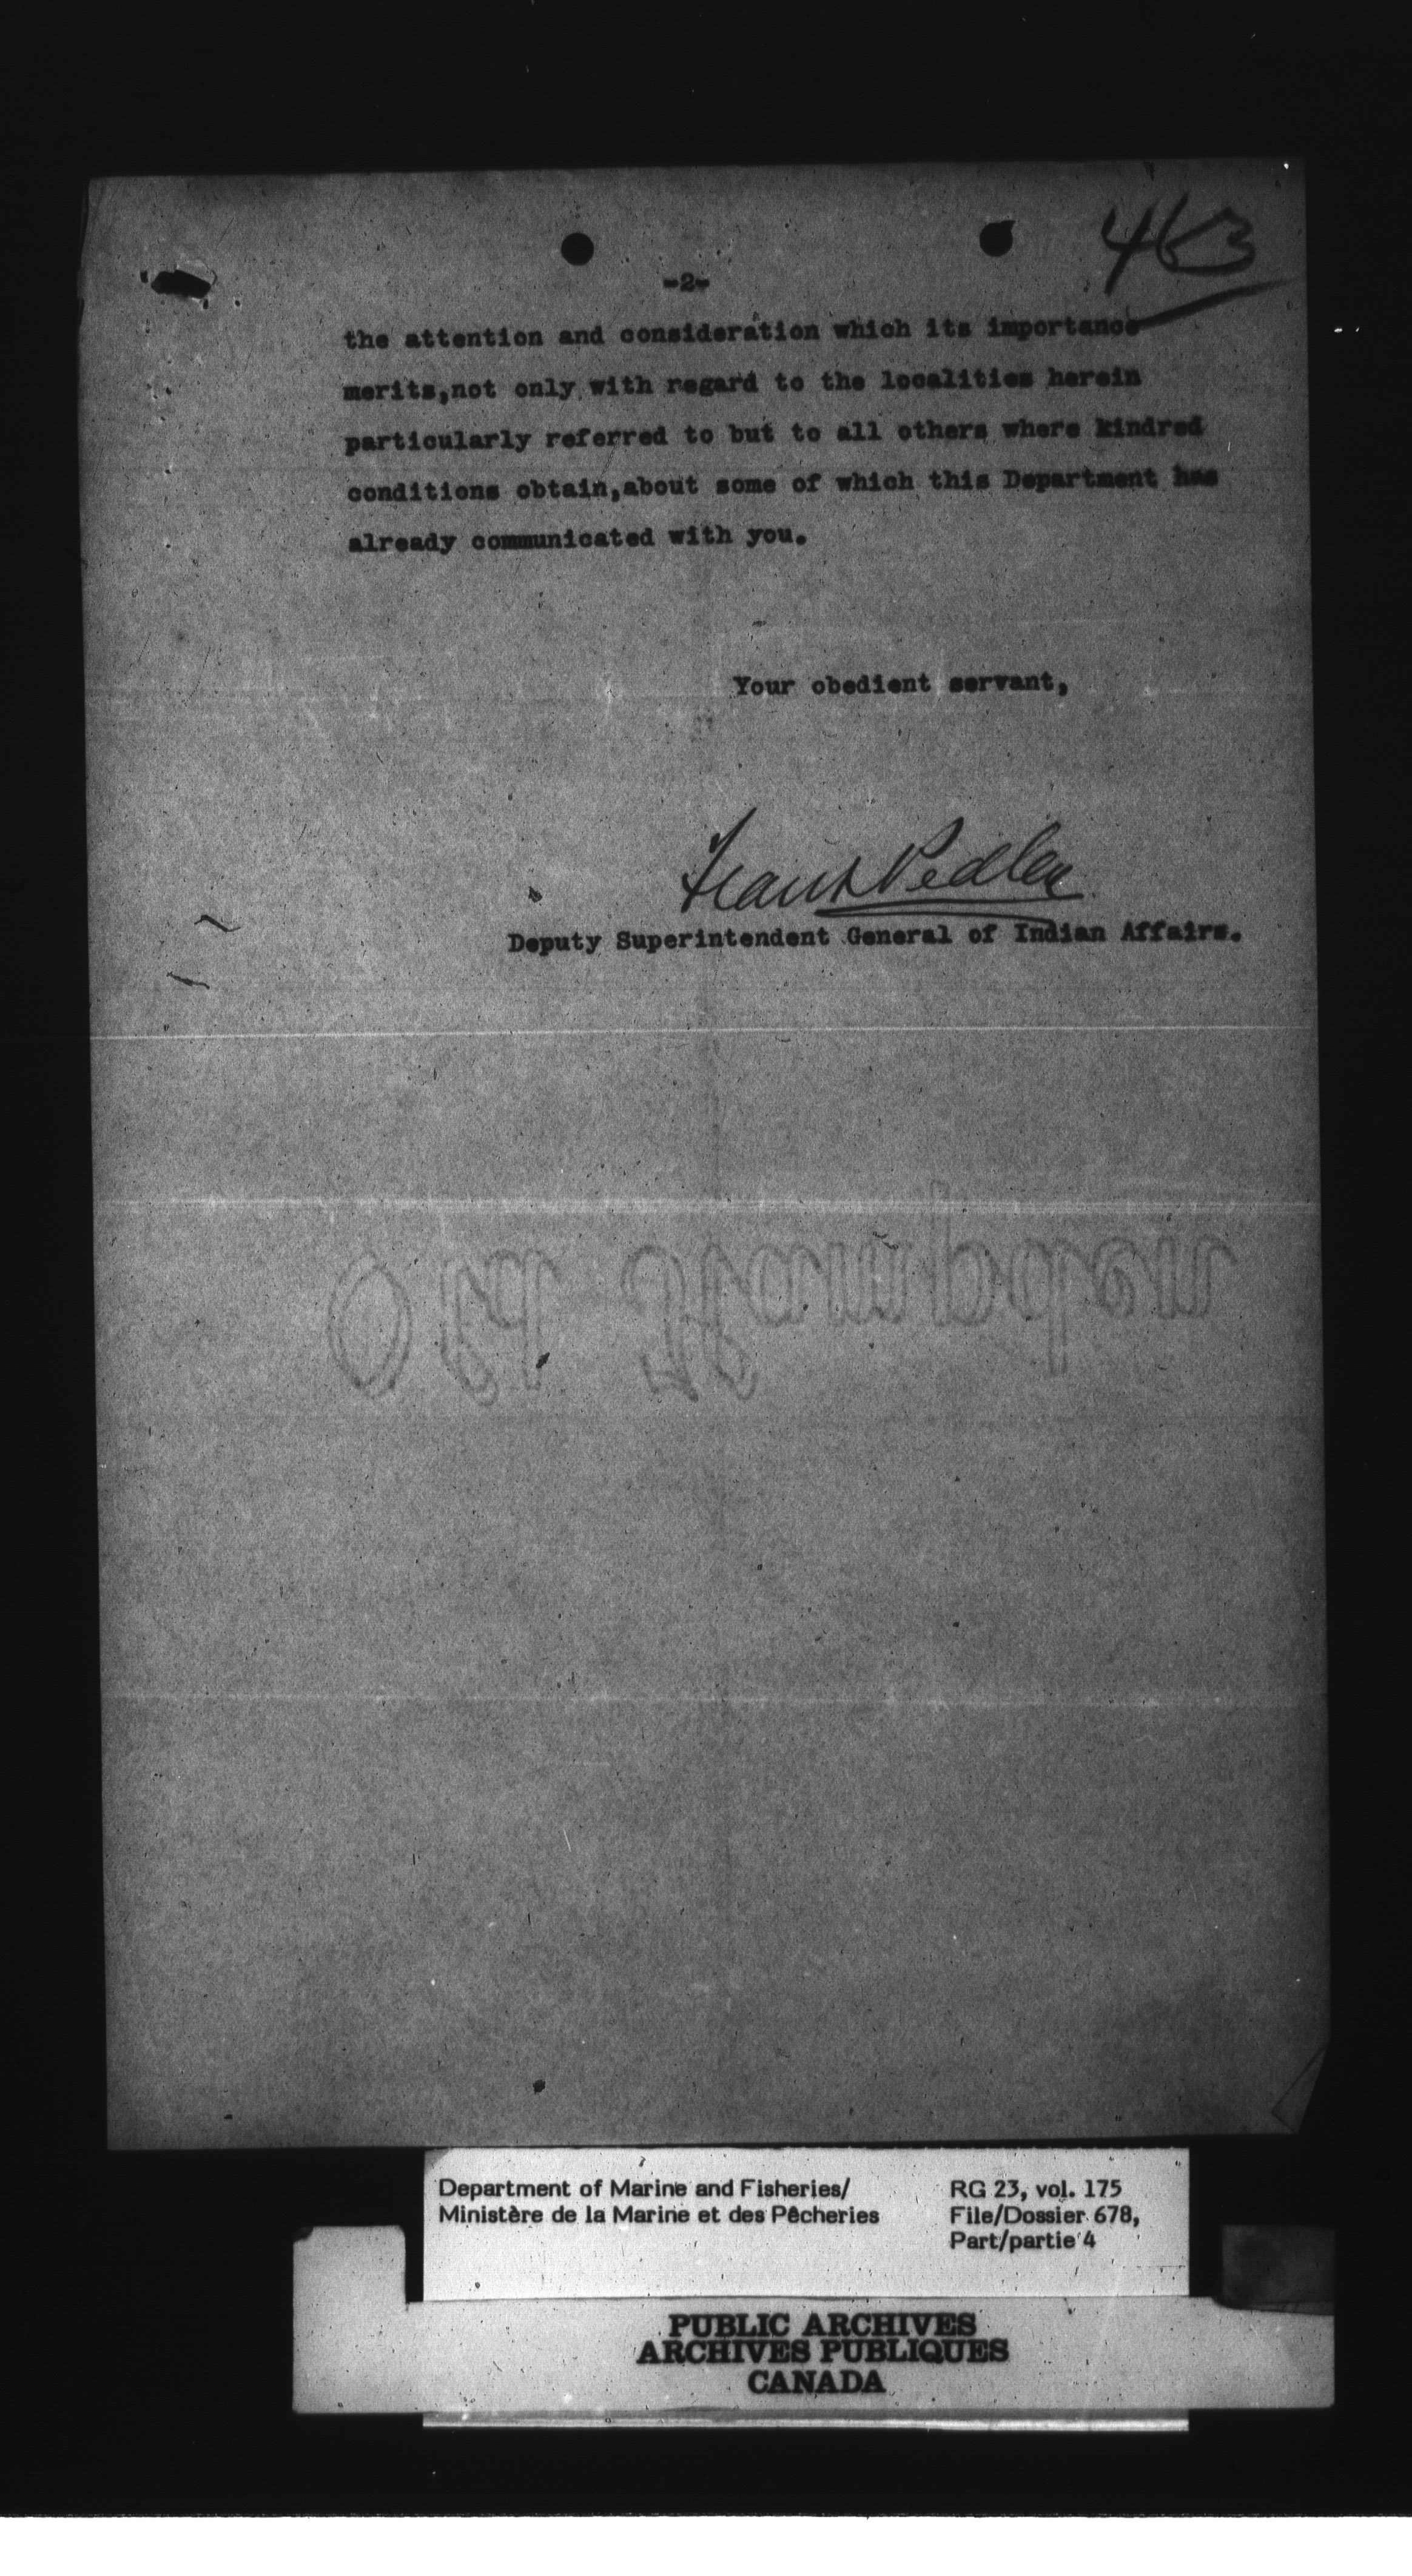 463
-2-
the attention and consideration which its importance
merits,not only with regard to the localities herein
particularly referred to but to all others where kindred
conditions obtain,about some of which this Department has
already communicated with you.
Your obedient servant,
Frank Pedley
Deputy Superintendent General of Indian Affairs.
Department of Marine and Fisheries/
Ministère de la Marine et des Pêcheries
RG 23, vol. 175
File/Dossier 678,
Part/partie 4
PUBLIC ARCHIVES
ARCHIVES PUBLIQUES
CANADA